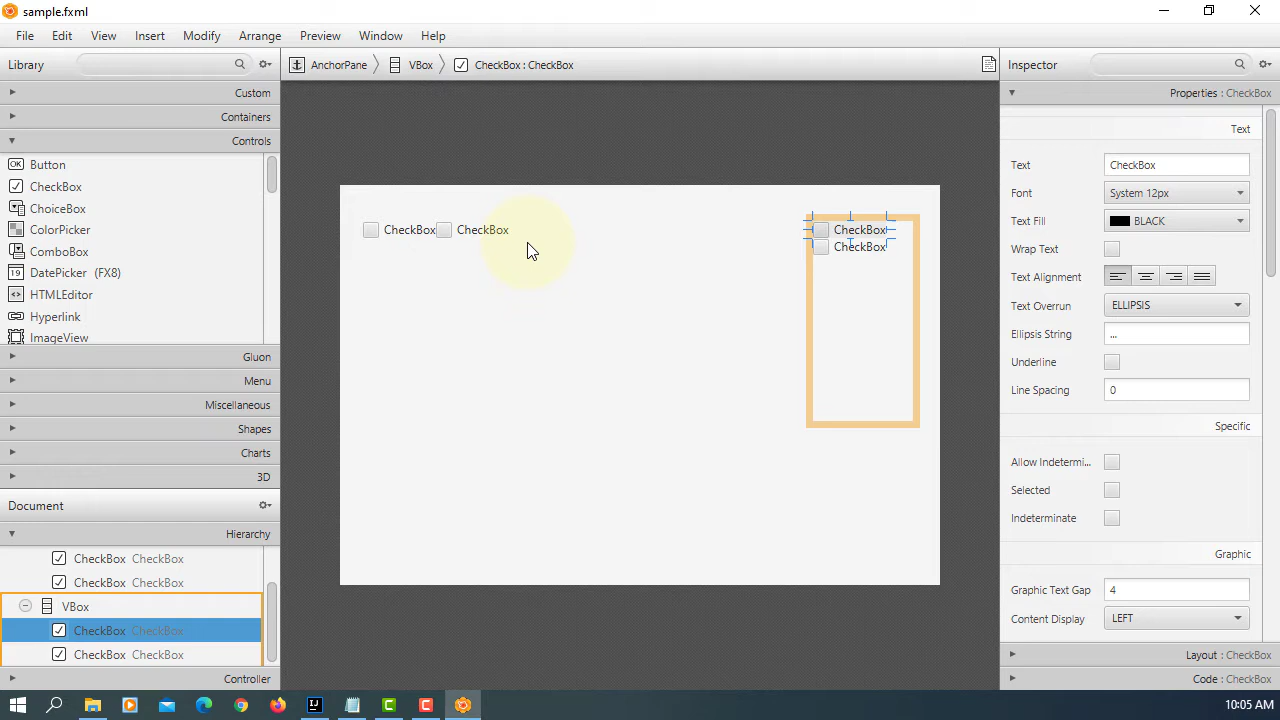 sample.fxml
File Edit View Insert Modify Arrange Preview Window Help
Library
AnchorPane VBox CheckBox : CheckBox
Inspector
Custom
Containers
Controls
OK Button
CheckBox
ChoiceBox
ColorPicker
ComboBox
19 DatePicker (FX8)
HTMLEditor
Hyperlink
ImageView
Gluon
Menu
Miscellaneous
Shapes
Charts
3D
Document
Hierarchy
CheckBox CheckBox
CheckBox CheckBox
VBox
CheckBox CheckBox
CheckBox CheckBox
Controller
CheckBox CheckBox
CheckBox
CheckBox
Properties : CheckBox
Text
Text CheckBox
Font System 12px
Text Fill BLACK
Wrap Text
Text Alignment
Text Overrun ELLIPSIS
Ellipsis String ...
Underline
Line Spacing 0
Specific
Allow Indetermi...
Selected
Indeterminate
Graphic
Graphic Text Gap 4
Content Display LEFT
Layout : CheckBox
Code : CheckBox
10:05 AM